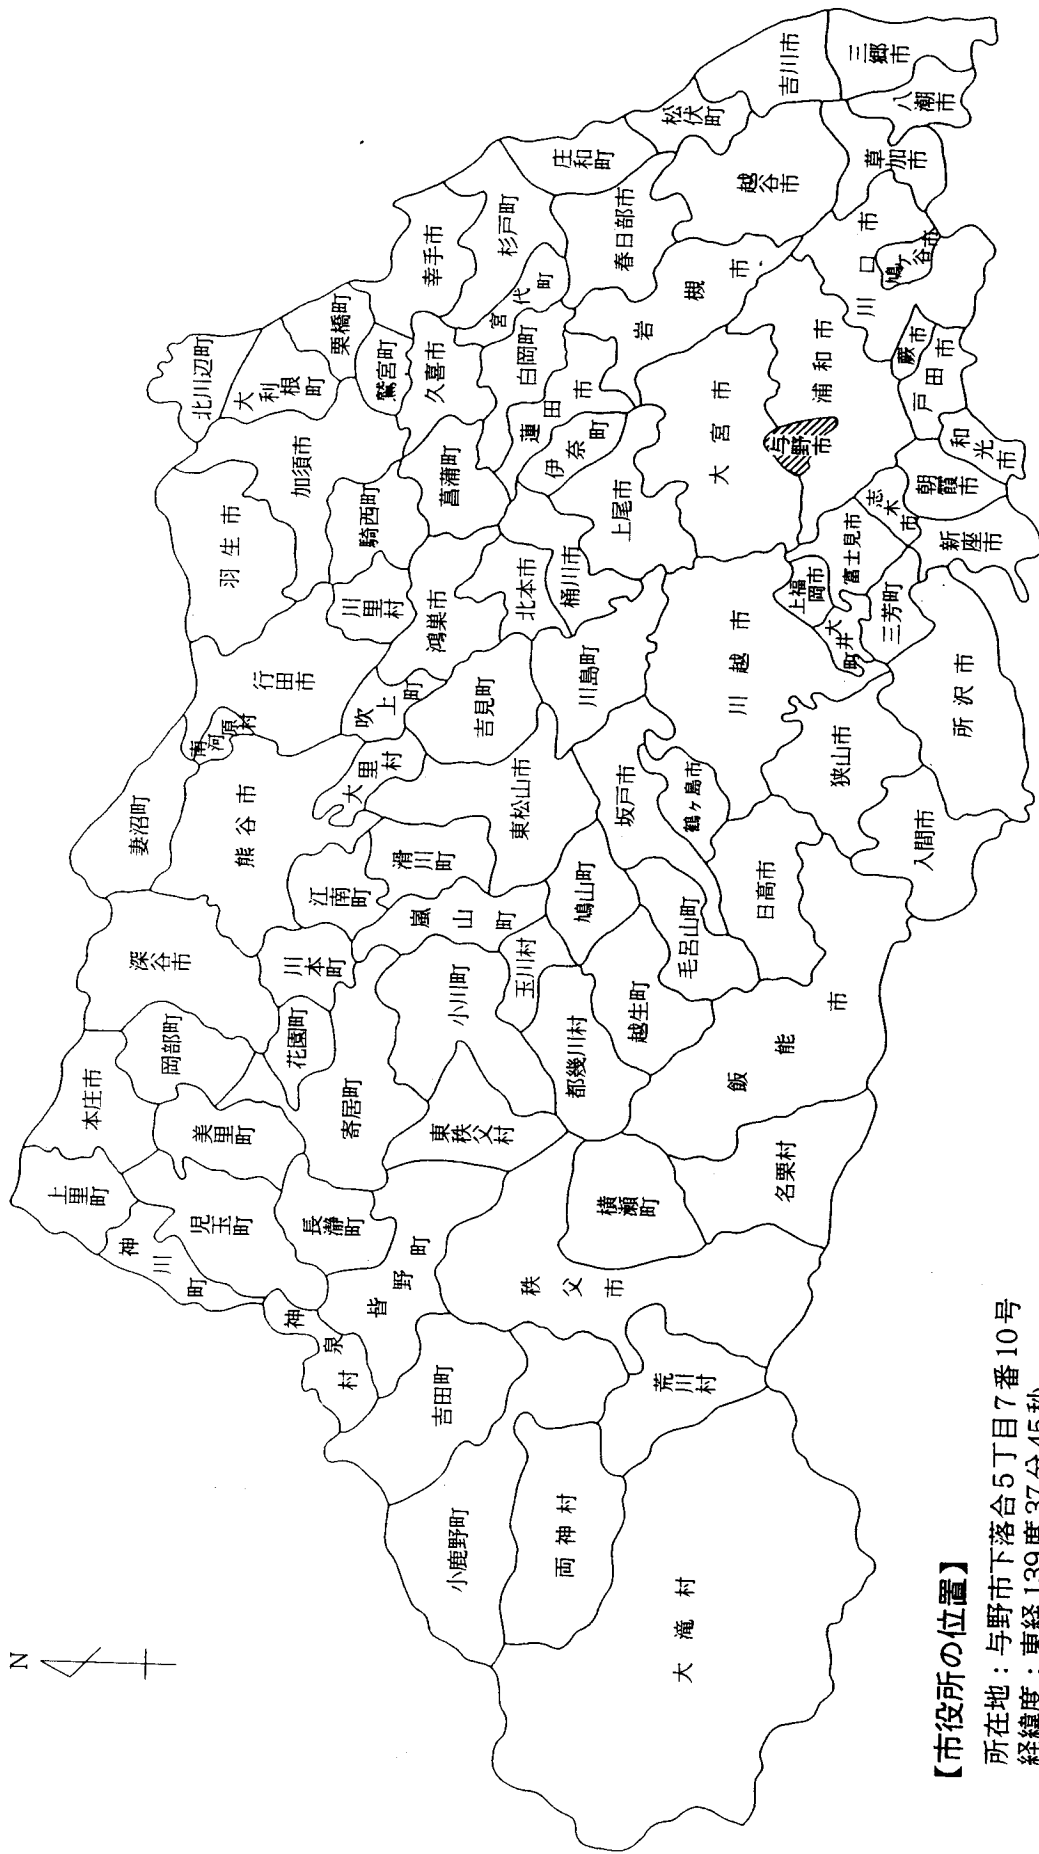 N
北川辺町
大利根町
栗橋町
鷲宮町
幸手市
杉戸町
久喜市
宮代町
庄和町
松伏町
吉川市
三郷市
八潮市
草加市
越谷市
春日部市
岩槻市
白岡町
蓮田市
伊奈町
菖蒲町
加須市
騎西町
羽生市
川里村
鴻巣市
北本市
桶川市
上尾市
大宮市
与野市
浦和市
川口市
鳩ヶ谷市
蕨市
戸田市
和光市
朝霞市
志木市
新座市
富士見市
上福岡市
大井町
三芳町
所沢市
川越市
狭山市
入間市
川島町
吉見町
吹上町
行田市
南河原村
妻沼町
熊谷市
大里村
東松山市
坂戸市
鶴ヶ島市
日高市
滑川町
江南町
嵐山町
鳩山町
毛呂山町
越生町
玉川村
都幾川村
小川町
川本町
深谷市
花園町
岡部町
寄居町
東秩父村
飯能市
名栗村
横瀬町
本庄市
美里町
上里町
児玉町
神川町
長瀞町
神泉村
皆野町
秩父市
吉田町
荒川村
小鹿野町
両神村
大滝村
【市役所の位置】
所在地：与野市下落合5丁目7番10号
経緯度：東経139度37分45秒